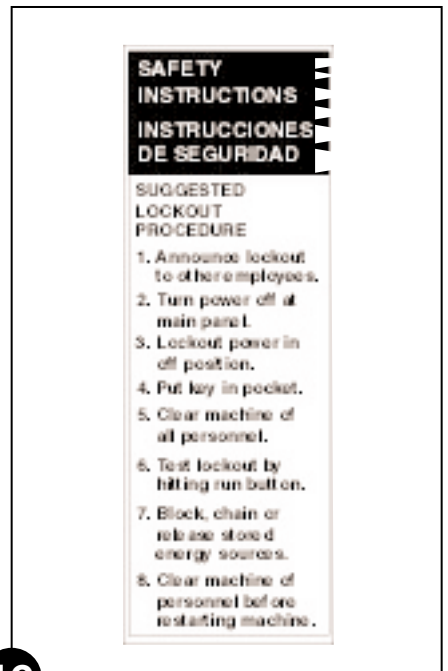 SAFETY
INSTRUCTIONS
INSTRUCCIONES
DE SEGURIDAD
SUGGESTED
LOCKOUT
PROCEDURE
1. Announce lockout
to other employees.
2. Turn power off at
main panel.
3. Lockout power in
off position.
4. Put key in pocket.
5. Clear machine of
all personnel.
6. Test lockout by
hitting run button.
7. Block, chain or
release stored
energy sources.
8. Clear machine of
personnel before
restarting machine.